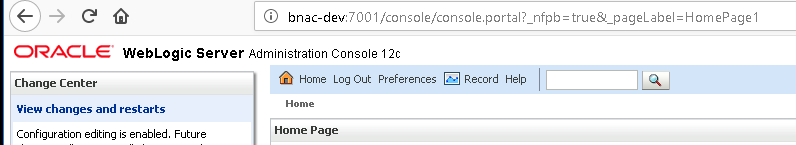 bnac-dev:7001/console/console.portal?_nfpb=true&_pageLabel=HomePage1
ORACLE WebLogic Server Administration Console 12c
Change Center
View changes and restarts
Configuration editing is enabled. Future
Home Log Out Preferences Record Help
Home
Home Page